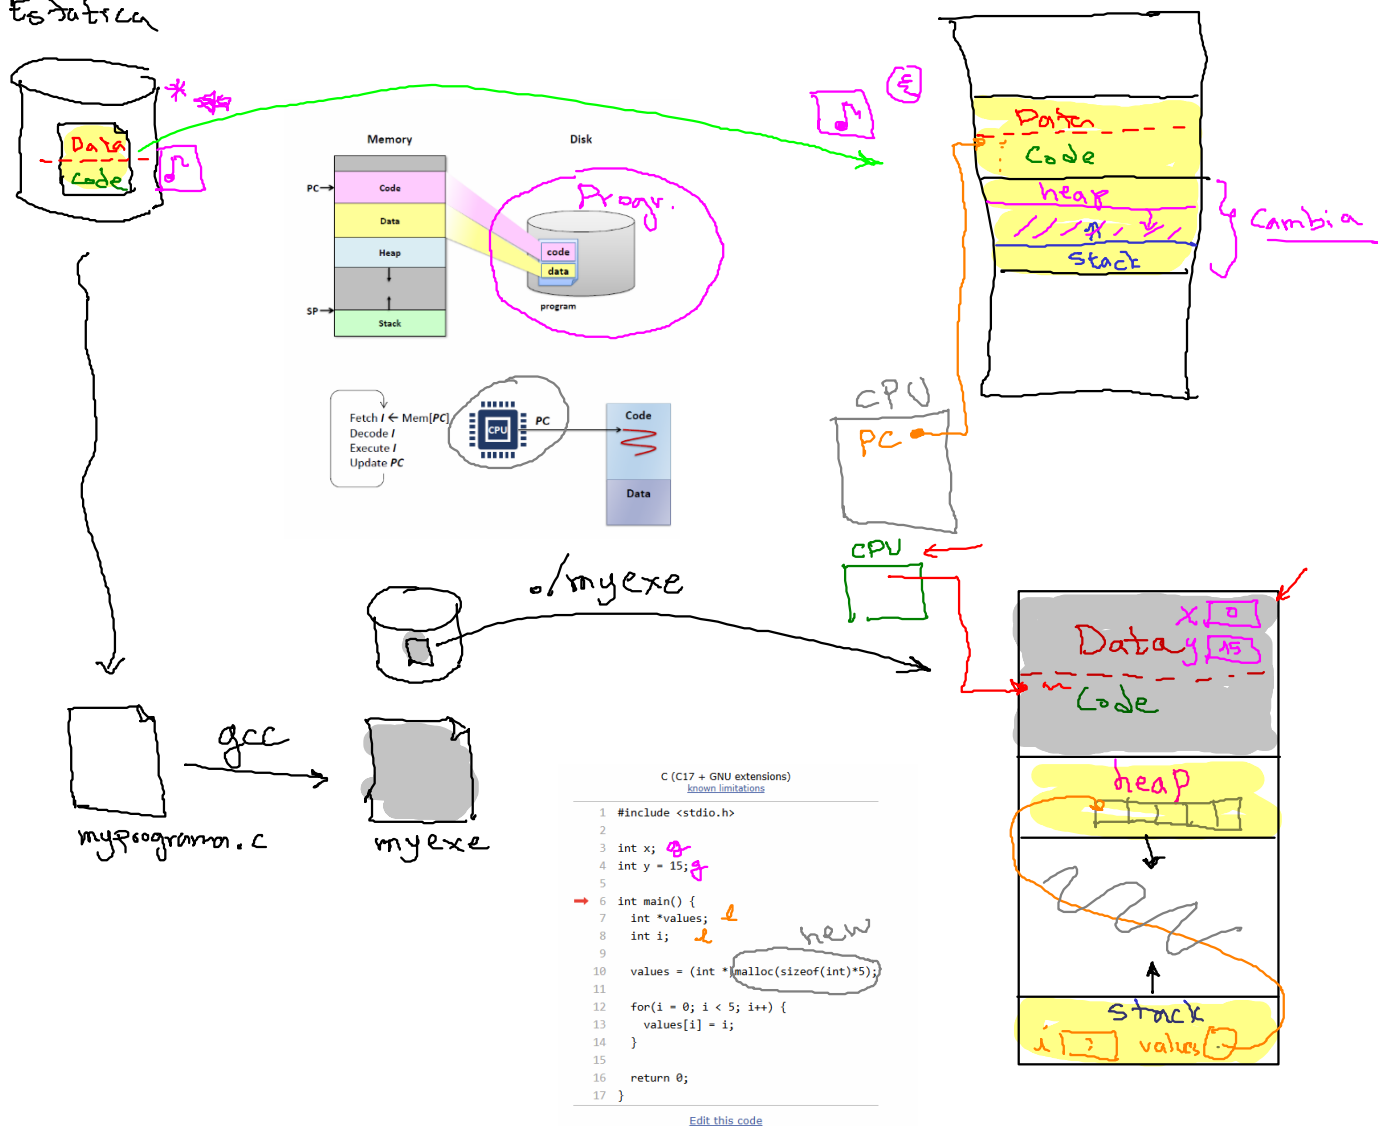 Estática
Data
Code
Memory
Disk
PC
Code
Data
Heap
SP
Stack
Progr.
code
data
program
Data
Code
heap
stack
Cambia
Fetch I ← Mem[PC]
Decode I
Execute I
Update PC
CPU
PC
Code
Data
CPU
PC
CPU
./myexe
Data
x 0
y 15
Code
heap
stack
i ? values
gcc
myprograma.c
myexe
C (C17 + GNU extensions)
known limitations
1 #include <stdio.h>
2
3 int x; g
4 int y = 15; g
5
6 int main() {
7 int *values; l
8 int i; l
new
9
10 values = (int *)malloc(sizeof(int)*5);
11
12 for(i = 0; i < 5; i++) {
13 values[i] = i;
14 }
15
16 return 0;
17 }
Edit this code